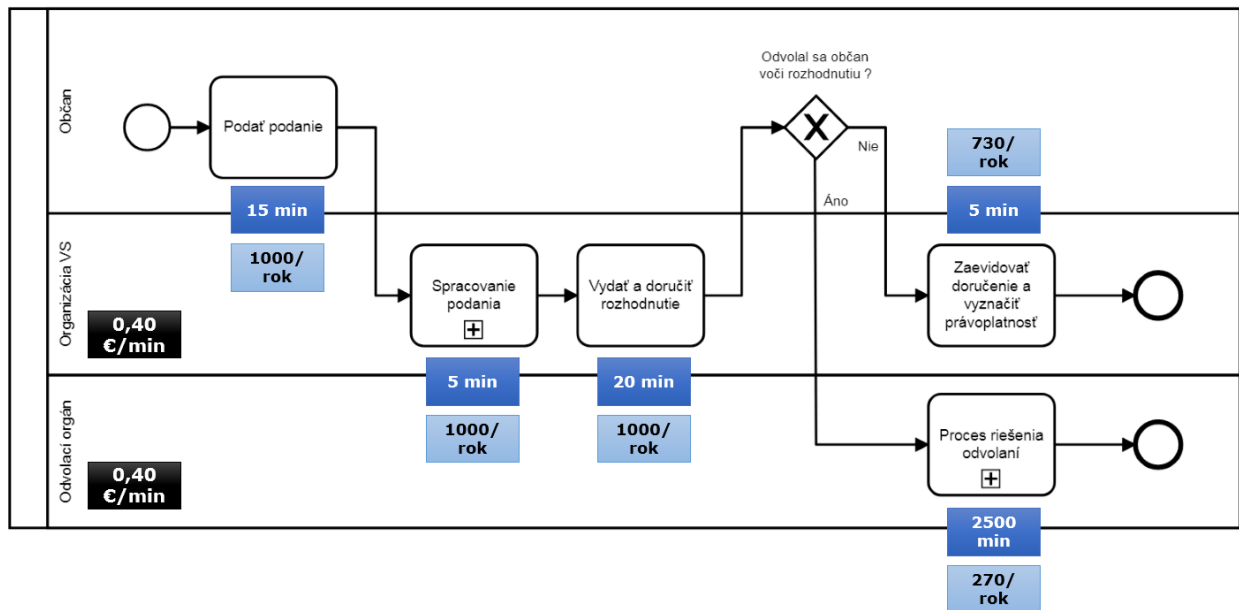 Občan
Podať podanie
15 min
1000/
rok
Odvolal sa občan
voči rozhodnutiu ?
Nie
Áno
730/
rok
5 min
Organizácia VS
0,40
€/min
Spracovanie
podania
5 min
1000/
rok
Vydať a doručiť
rozhodnutie
20 min
1000/
rok
Zaevidovať
doručenie a
vyznačiť
právoplatnosť
Odvolací orgán
0,40
€/min
Proces riešenia
odvolaní
2500
min
270/
rok